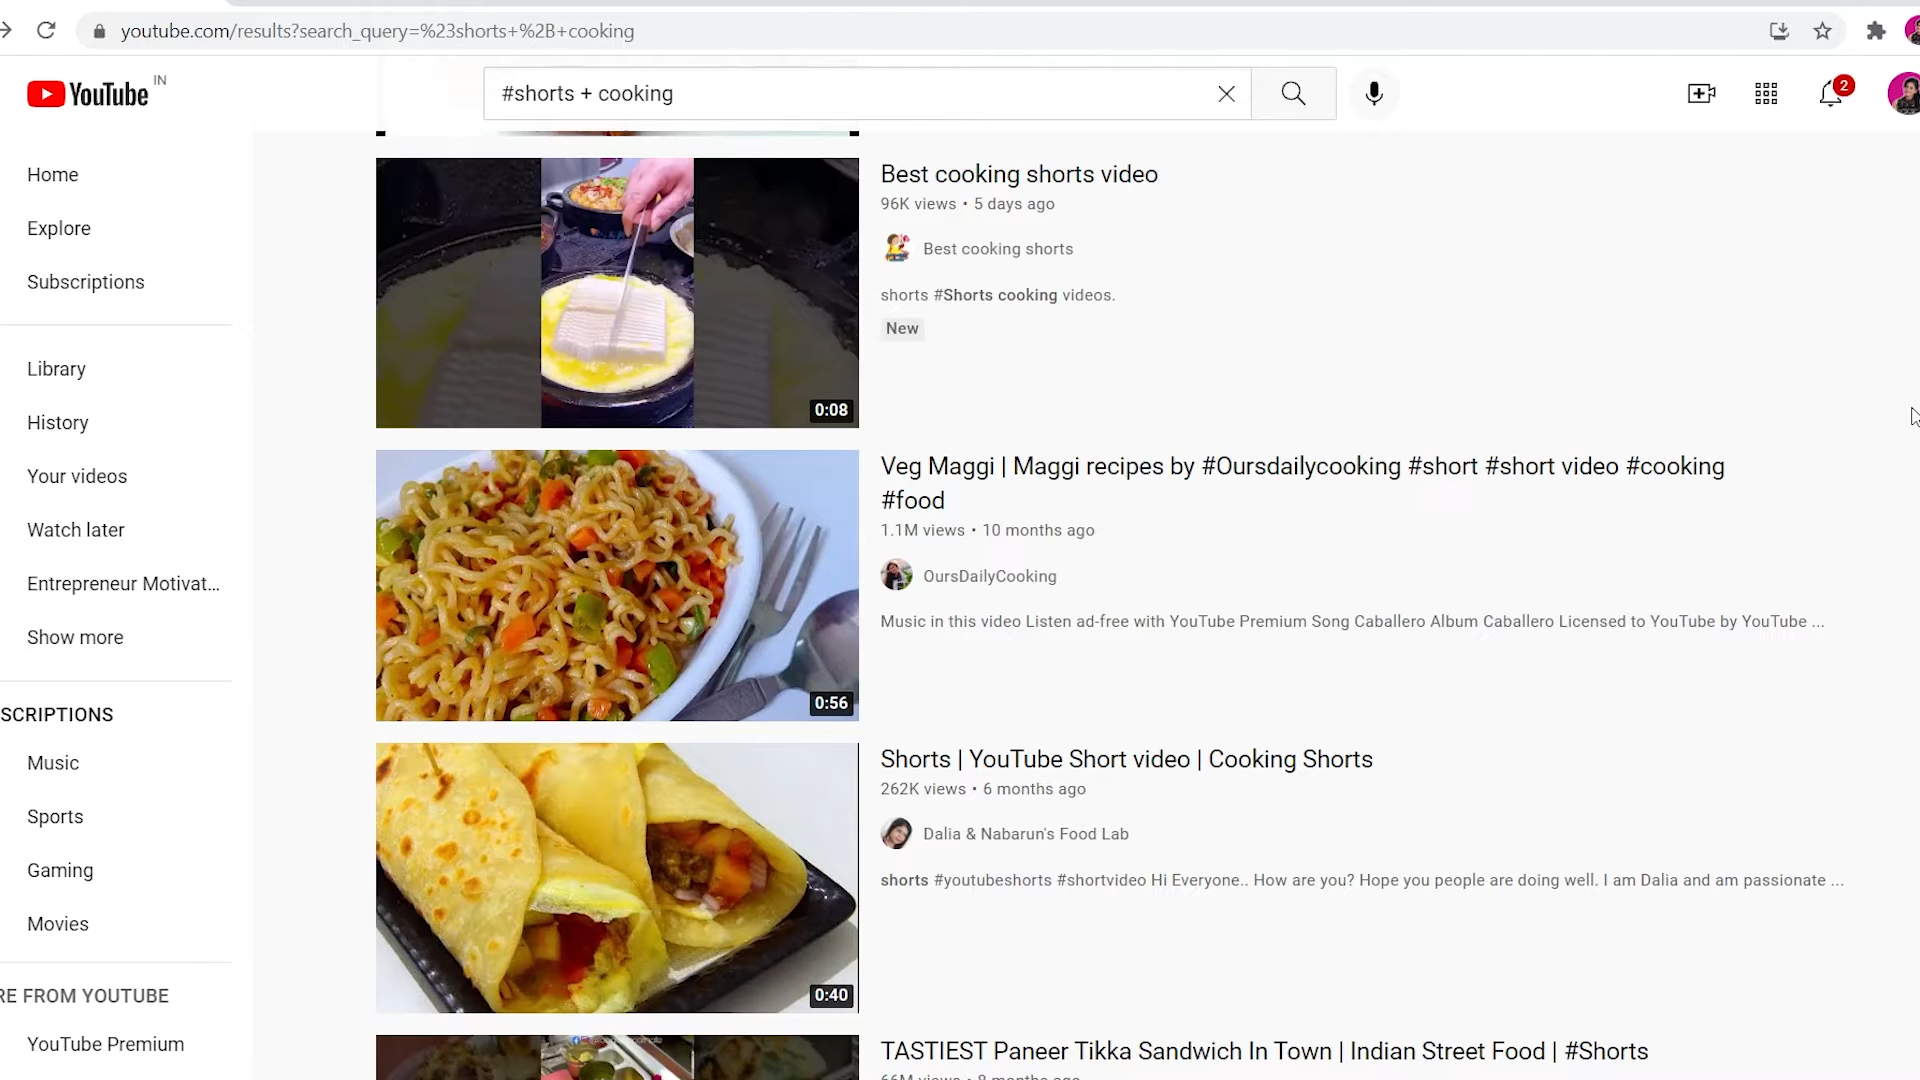 youtube.com/results?search_query=%23shorts+%2B+cooking
YouTube IN
#shorts + cooking
2
Home
Explore
Subscriptions
Library
History
Your videos
Watch later
Entrepreneur Motivat...
Show more
SCRIPTIONS
Music
Sports
Gaming
Movies
RE FROM YOUTUBE
YouTube Premium
Best cooking shorts video
96K views • 5 days ago
Best cooking shorts
shorts #Shorts cooking videos.
New
0:08
Veg Maggi | Maggi recipes by #Oursdailycooking #short #short video #cooking
#food
1.1M views • 10 months ago
OursDailyCooking
Music in this video Listen ad-free with YouTube Premium Song Caballero Album Caballero Licensed to YouTube by YouTube ...
0:56
Shorts | YouTube Short video | Cooking Shorts
262K views • 6 months ago
Dalia & Nabarun's Food Lab
shorts #youtubeshorts #shortvideo Hi Everyone.. How are you? Hope you people are doing well. I am Dalia and am passionate ...
0:40
TASTIEST Paneer Tikka Sandwich In Town | Indian Street Food | #Shorts
66M views • 8 months ago